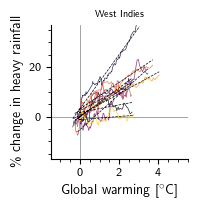 West Indies
% change in heavy rainfall
20
0
0 2 4
Global warming [°C]